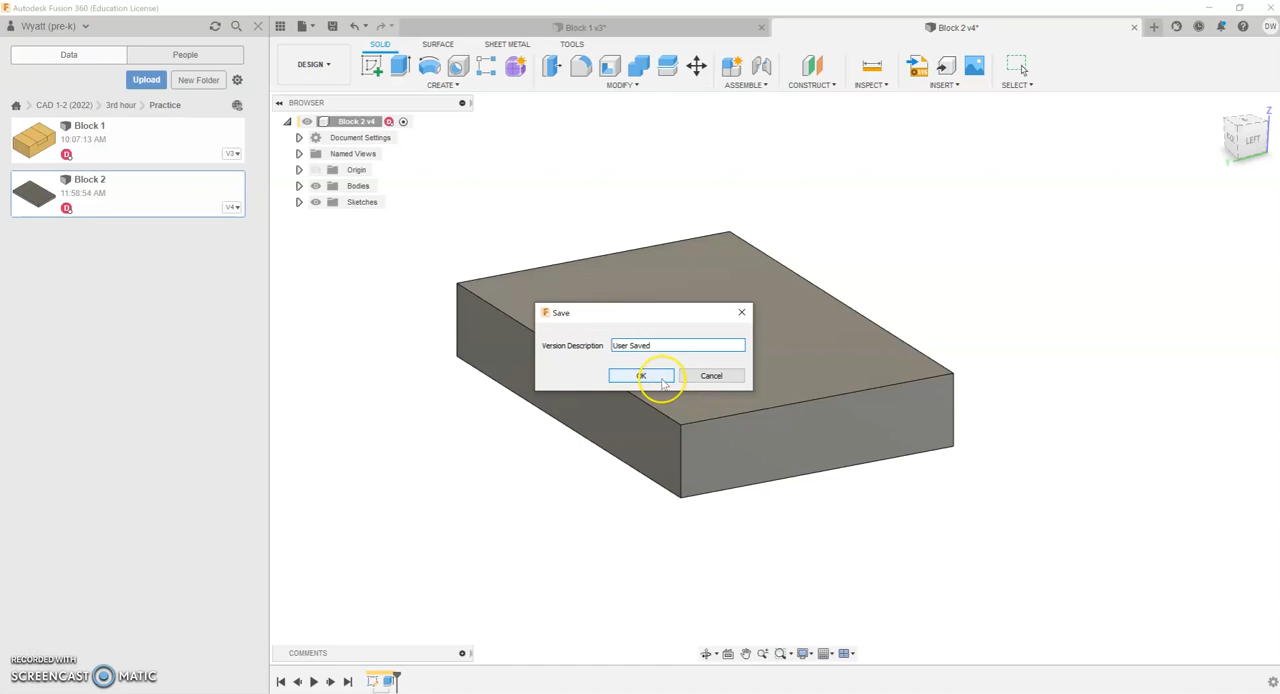 Autodesk Fusion 360 (Education License)
Wyatt (pre-k)
Block 1 v3*
Block 2 v4*
DW
Data
People
SOLID
SURFACE
SHEET METAL
TOOLS
Upload
New Folder
DESIGN
CREATE
MODIFY
ASSEMBLE
CONSTRUCT
INSPECT
INSERT
SELECT
CAD 1-2 (2022)
3rd hour
Practice
BROWSER
Block 1
10:07:13 AM
V3
Block 2
11:58:54 AM
V4
Block 2 v4
Document Settings
Named Views
Origin
Bodies
Sketches
Z
LEFT
Save
Version Description
User Saved
OK
Cancel
COMMENTS
RECORDED WITH
SCREENCAST MATIC